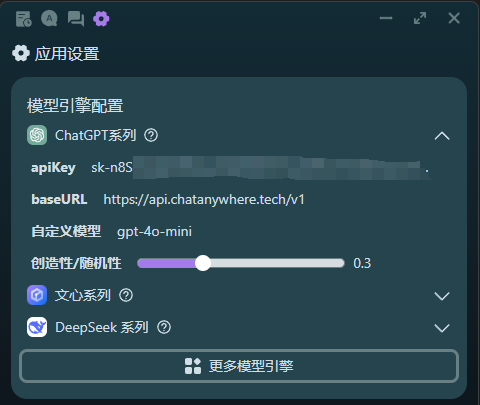 应用设置
模型引擎配置
ChatGPT系列
apiKey sk-n8S
baseURL https://api.chatanywhere.tech/v1
自定义模型 gpt-4o-mini
创造性/随机性 0.3
文心系列
DeepSeek 系列
更多模型引擎